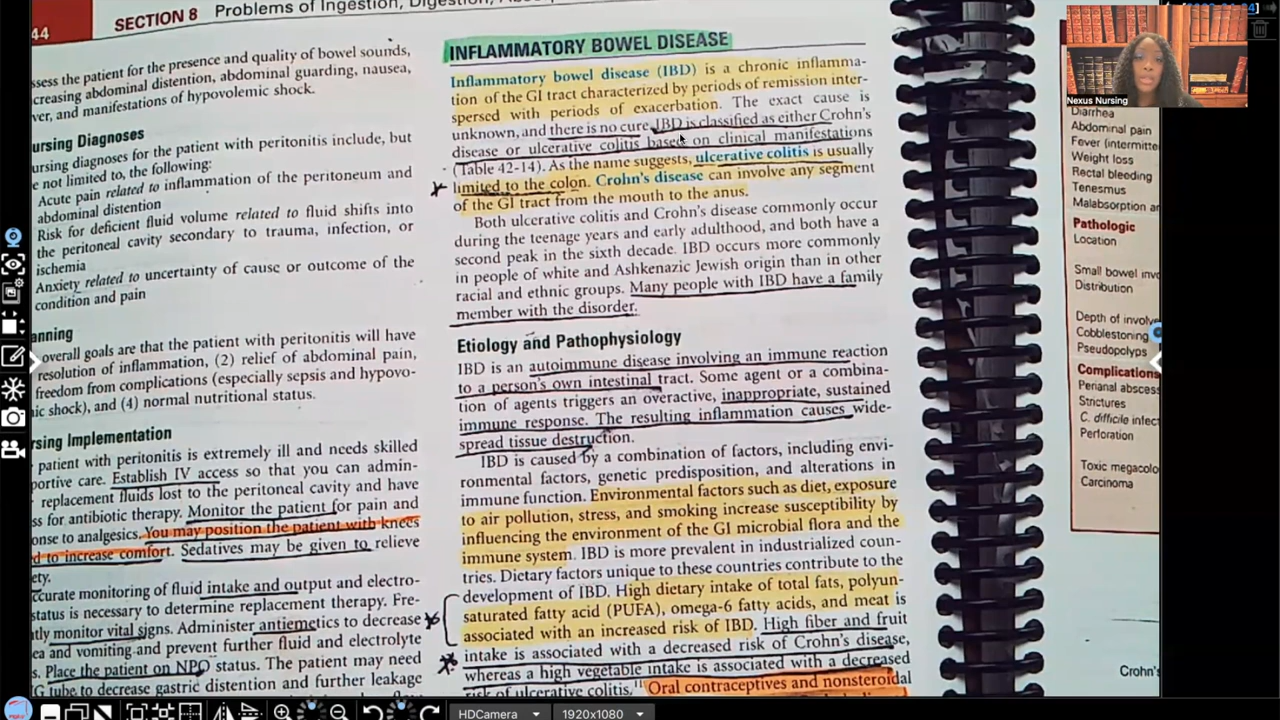 44
SECTION 8 Problems of Ingestion, Digestion,
ssess the patient for the presence and quality of bowel sounds,
creasing abdominal distention, abdominal guarding, nausea,
ver, and manifestations of hypovolemic shock.
ursing Diagnoses
ursing diagnoses for the patient with peritonitis include, but
e not limited to, the following:
Acute pain related to inflammation of the peritoneum and
abdominal distention
Risk for deficient fluid volume related to fluid shifts into
the peritoneal cavity secondary to trauma, infection, or
ischemia
Anxiety related to uncertainty of cause or outcome of the
condition and pain
anning
overall goals are that the patient with peritonitis will have
resolution of inflammation, (2) relief of abdominal pain,
freedom from complications (especially sepsis and hypovo-
ic shock), and (4) normal nutritional status.
rsing Implementation
patient with peritonitis is extremely ill and needs skilled
portive care. Establish IV access so that you can admin-
replacement fluids lost to the peritoneal cavity and have
ss for antibiotic therapy. Monitor the patient for pain and
onse to analgesics. You may position the patient with knees
d to increase comfort. Sedatives may be given to relieve
ety.
ccurate monitoring of fluid intake and output and electro-
status is necessary to determine replacement therapy. Fre-
tly monitor vital signs. Administer antiemetics to decrease
ea and vomiting and prevent further fluid and electrolyte
s. Place the patient on NPO status. The patient may need
G tube to decrease gastric distention and further leakage
INFLAMMATORY BOWEL DISEASE
Inflammatory bowel disease (IBD) is a chronic inflamma-
tion of the GI tract characterized by periods of remission inter-
spersed with periods of exacerbation. The exact cause is
unknown, and there is no cure. IBD is classified as either Crohn's
disease or ulcerative colitis based on clinical manifestations
(Table 42-14). As the name suggests, ulcerative colitis is usually
limited to the colon. Crohn's disease can involve any segment
of the GI tract from the mouth to the anus.
Both ulcerative colitis and Crohn's disease commonly occur
during the teenage years and early adulthood, and both have a
second peak in the sixth decade. IBD occurs more commonly
in people of white and Ashkenazic Jewish origin than in other
racial and ethnic groups. Many people with IBD have a family
member with the disorder.
Etiology and Pathophysiology
IBD is an autoimmune disease involving an immune reaction
to a person's own intestinal tract. Some agent or a combina-
tion of agents triggers an overactive, inappropriate, sustained
immune response. The resulting inflammation causes wide-
spread tissue destruction.
IBD is caused by a combination of factors, including envi-
ronmental factors, genetic predisposition, and alterations in
immune function. Environmental factors such as diet, exposure
to air pollution, stress, and smoking increase susceptibility by
influencing the environment of the GI microbial flora and the
immune system. IBD is more prevalent in industrialized coun-
tries. Dietary factors unique to these countries contribute to the
development of IBD. High dietary intake of total fats, polyun-
saturated fatty acid (PUFA), omega-6 fatty acids, and meat is
associated with an increased risk of IBD. High fiber and fruit
intake is associated with a decreased risk of Crohn's disease,
whereas a high vegetable intake is associated with a decreased
risk of ulcerative colitis.11 Oral contraceptives and nonsteroidal
Nexus Nursing
Diarrhea
Abdominal pain
Fever (intermitte
Weight loss
Rectal bleeding
Tenesmus
Malabsorption an
Pathologic
Location
Small bowel invo
Distribution
Depth of involve
Cobblestoning
Pseudopolyps
Complications
Perianal abscess
Strictures
C. difficile infect
Perforation
Toxic megacolo
Carcinoma
Crohn's
HDCamera
1920x1080